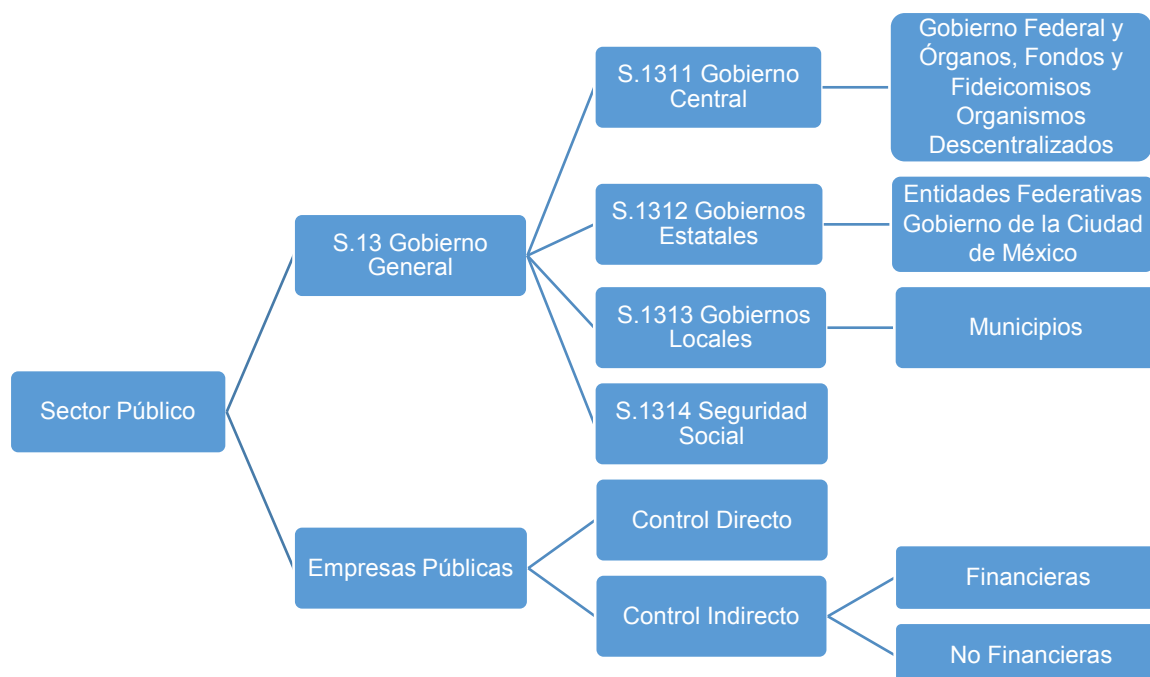 Sector Público
S.13 Gobierno
General
S.1311 Gobierno
Central
Gobierno Federal y
Órganos, Fondos y
Fideicomisos
Organismos
Descentralizados
S.1312 Gobiernos
Estatales
Entidades Federativas
Gobierno de la Ciudad
de México
S.1313 Gobiernos
Locales
Municipios
S.1314 Seguridad
Social
Empresas Públicas
Control Directo
Control Indirecto
Financieras
No Financieras